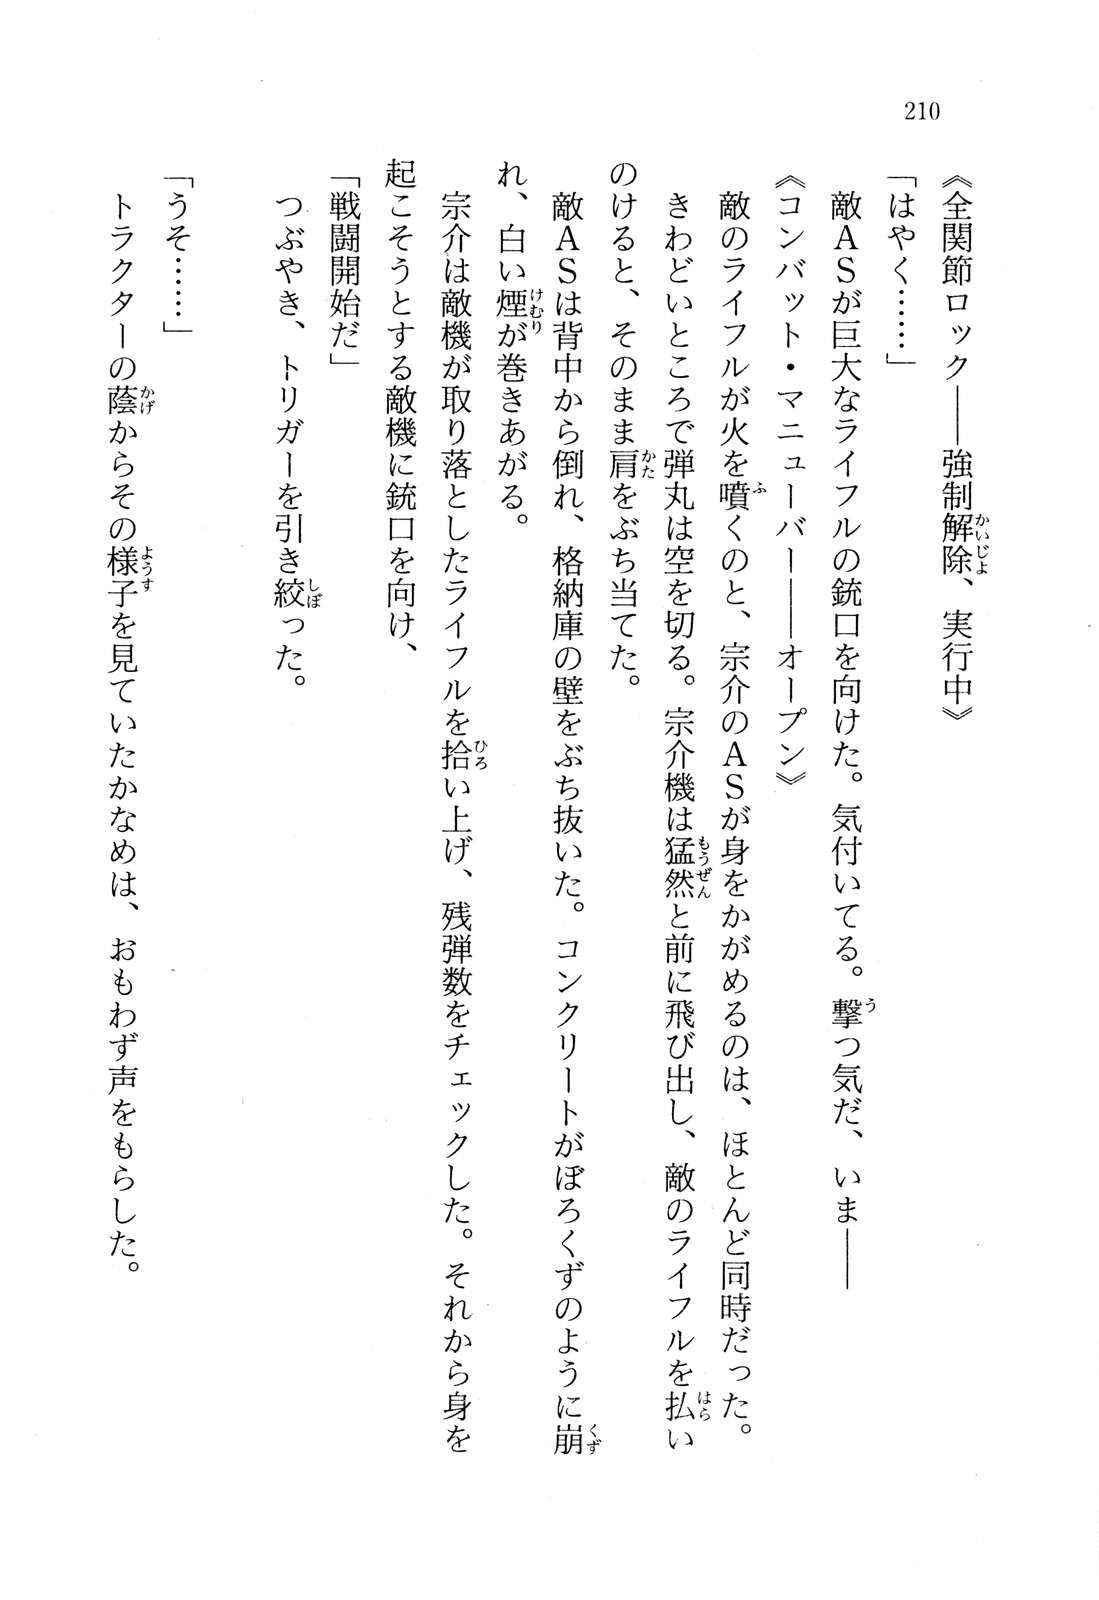 210
《全関節ロック――強制解除、実行中》
「はやく……」
敵ASが巨大なライフルの銃口を向けた。気付いてる。撃つ気だ、いま――
《コンバット・マニューバー――オープン》
敵のライフルが火を噴くのと、宗介のASが身をかがめるのは、ほとんど同時だった。
きわどいところで弾丸は空を切る。宗介機は猛然と前に飛び出し、敵のライフルを払い
のけると、そのまま肩をぶち当てた。
敵ASは背中から倒れ、格納庫の壁をぶち抜いた。コンクリートがぼろくずのように崩
れ、白い煙が巻きあがる。
宗介は敵機が取り落としたライフルを拾い上げ、残弾数をチェックした。それから身を
起こそうとする敵機に銃口を向け、
「戦闘開始だ」
つぶやき、トリガーを引き絞った。
「うそ……」
トラクターの蔭からその様子を見ていたかなめは、おもわず声をもらした。